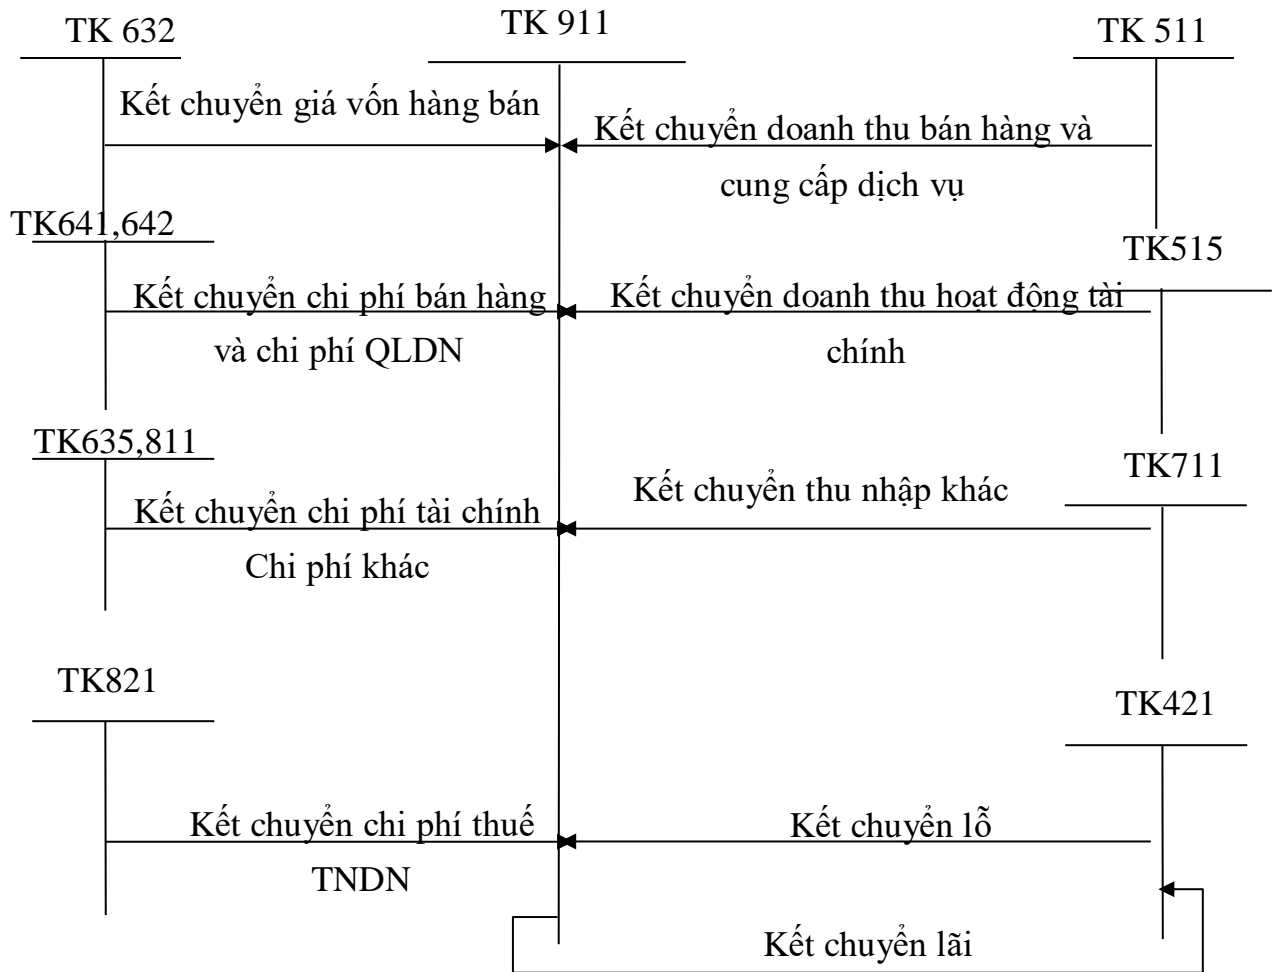 TK 632
TK 911
TK 511
Kết chuyển giá vốn hàng bán
Kết chuyển doanh thu bán hàng và
cung cấp dịch vụ
TK641,642
TK515
Kết chuyển chi phí bán hàng
và chi phí QLDN
Kết chuyển doanh thu hoạt động tài
chính
TK635,811
TK711
Kết chuyển chi phí tài chính
Chi phí khác
Kết chuyển thu nhập khác
TK821
TK421
Kết chuyển chi phí thuế
TNDN
Kết chuyển lỗ
Kết chuyển lãi